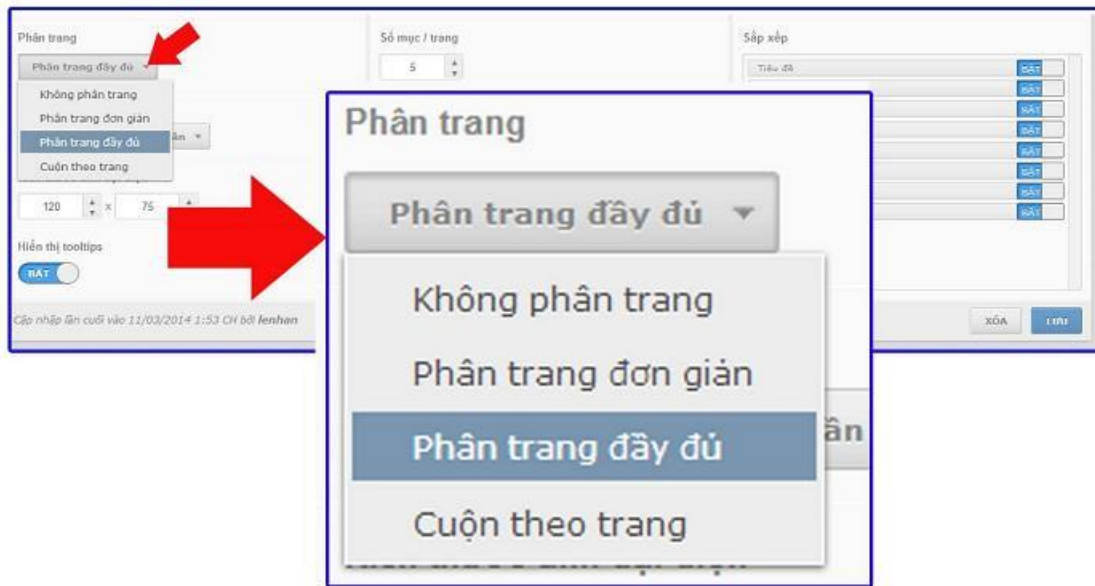 Phân trang
Phân trang đầy đủ
Không phân trang
Phân trang đơn giản
Phân trang đầy đủ
Cuộn theo trang
120 x 75
Hiển thị tooltips
BẬT
Cập nhập lần cuối vào 11/03/2014 1:53 CH bởi lenhan
Số mục / trang
5
Sắp xếp
Tiêu đề
BẬT
BẬT
BẬT
BẬT
BẬT
BẬT
BẬT
BẬT
XÓA
LƯU
Phân trang
Phân trang đầy đủ
Không phân trang
Phân trang đơn giản
Phân trang đầy đủ
Cuộn theo trang